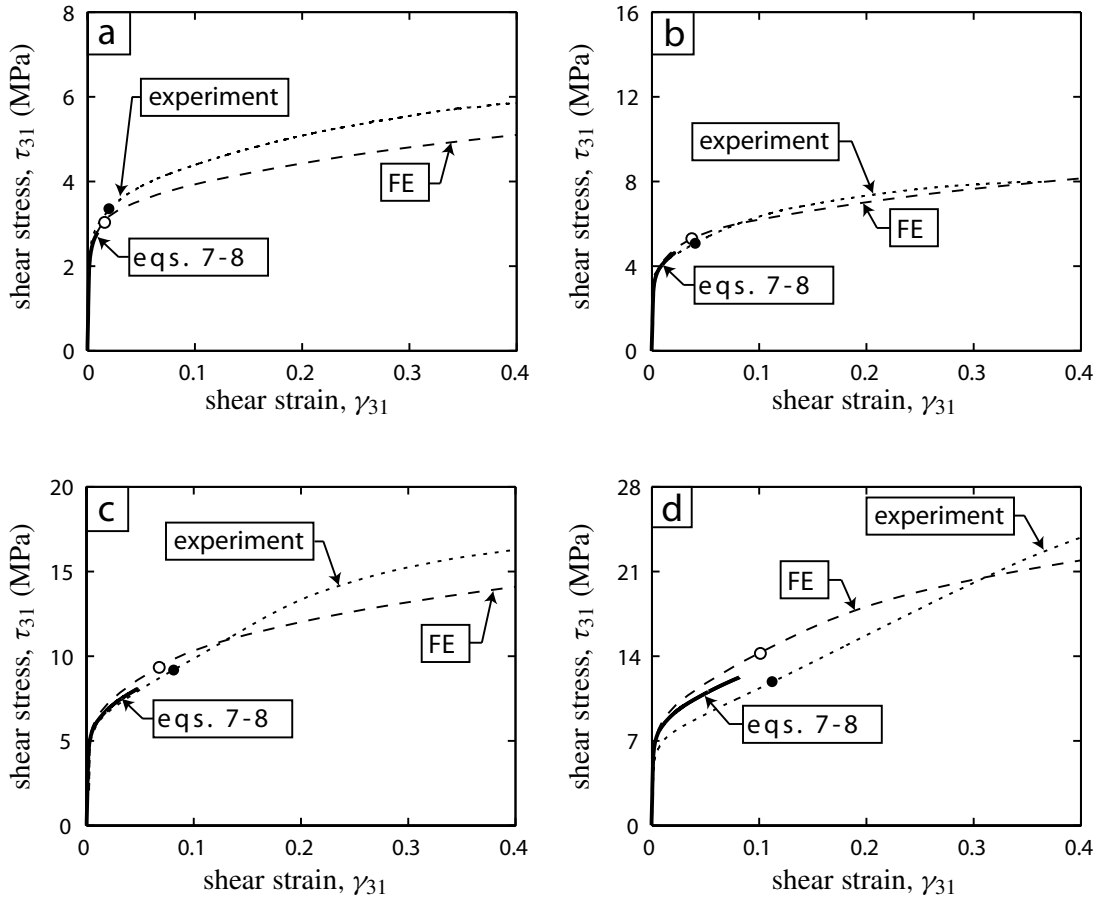 a
8
6
4
2
0
shear stress, τ31 (MPa)
experiment
FE
eqs. 7-8
0
0.1
0.2
0.3
0.4
shear strain, γ31
b
16
12
8
4
0
shear stress, τ31 (MPa)
experiment
FE
eqs. 7-8
0
0.1
0.2
0.3
0.4
shear strain, γ31
c
20
15
10
5
0
shear stress, τ31 (MPa)
experiment
FE
eqs. 7-8
0
0.1
0.2
0.3
0.4
shear strain, γ31
d
28
21
14
7
0
shear stress, τ31 (MPa)
experiment
FE
eqs. 7-8
0
0.1
0.2
0.3
0.4
shear strain, γ31